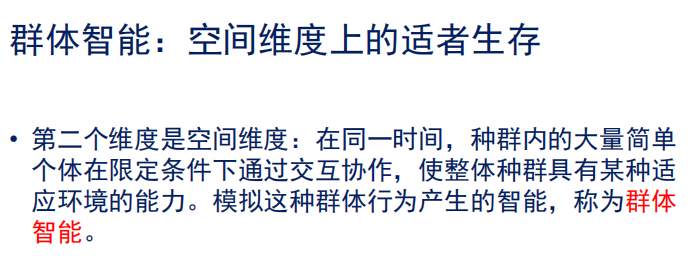 群体智能：空间维度上的适者生存
• 第二个维度是空间维度：在同一时间，种群内的大量简单
个体在限定条件下通过交互协作，使整体种群具有某种适
应环境的能力。模拟这种群体行为产生的智能，称为群体
智能。